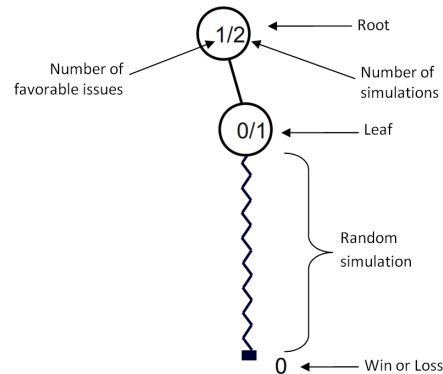 1/2
Root
Number of
favorable issues
Number of
simulations
0/1
Leaf
Random
simulation
0
Win or Loss